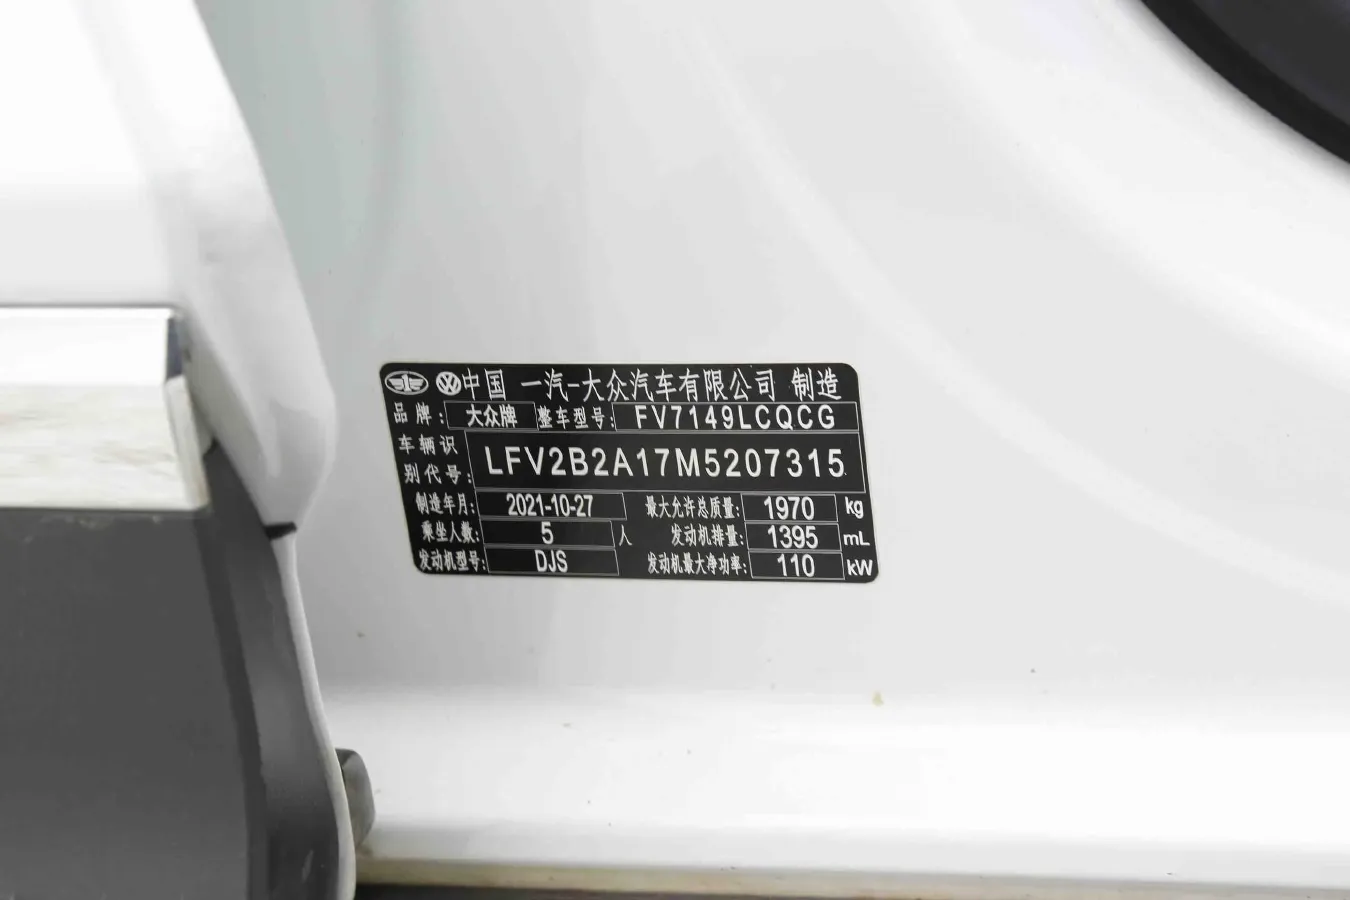 中国 一汽-大众汽车有限公司 制造
品牌: 大众牌 整车型号: FV7149LCQCG
车辆识别代号: LFV2B2A17M5207315
制造年月: 2021-10-27 最大允许总质量: 1970 kg
乘坐人数: 5 人 发动机排量: 1395 mL
发动机型号: DJS 发动机最大净功率: 110 kW